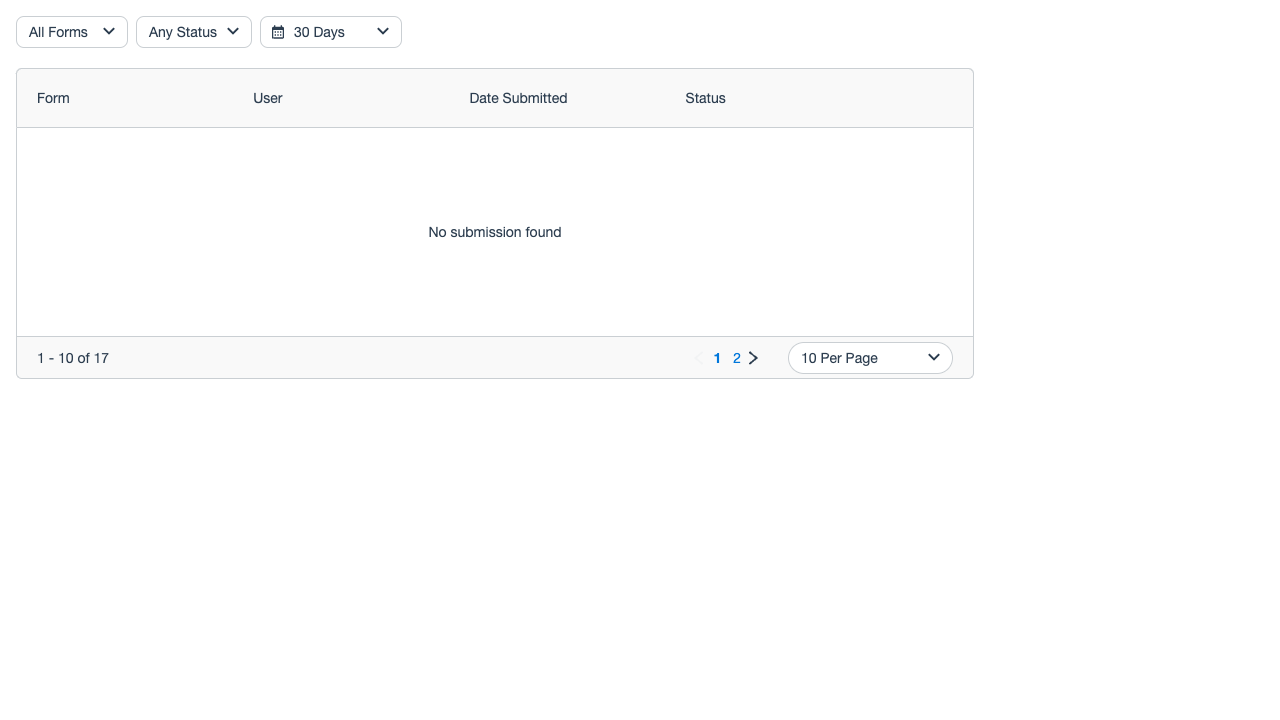 All Forms Any Status 30 Days
Form User Date Submitted Status
No submission found
1 - 10 of 17 1 2 10 Per Page